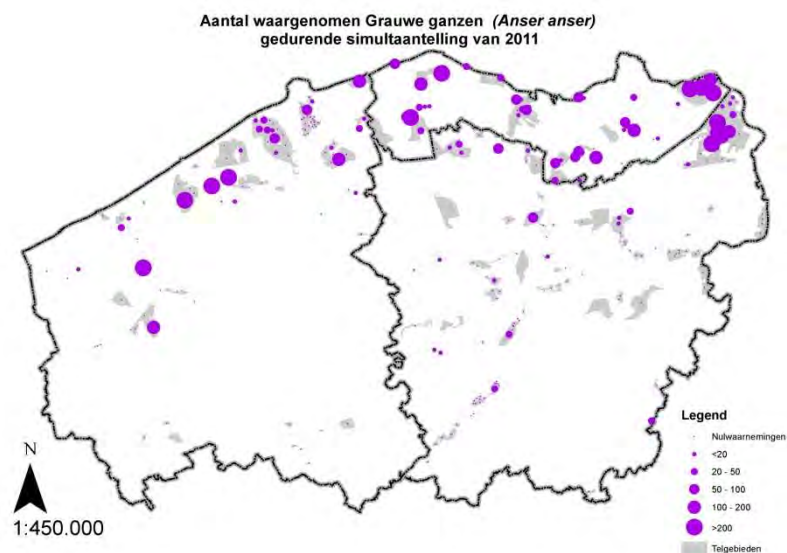 Aantal waargenomen Grauwe ganzen (Anser anser)
gedurende simultaantelling van 2011
N
1:450.000
Legend
Nulwaarnemingen
<20
20 - 50
50 - 100
100 - 200
>200
Telgebieden